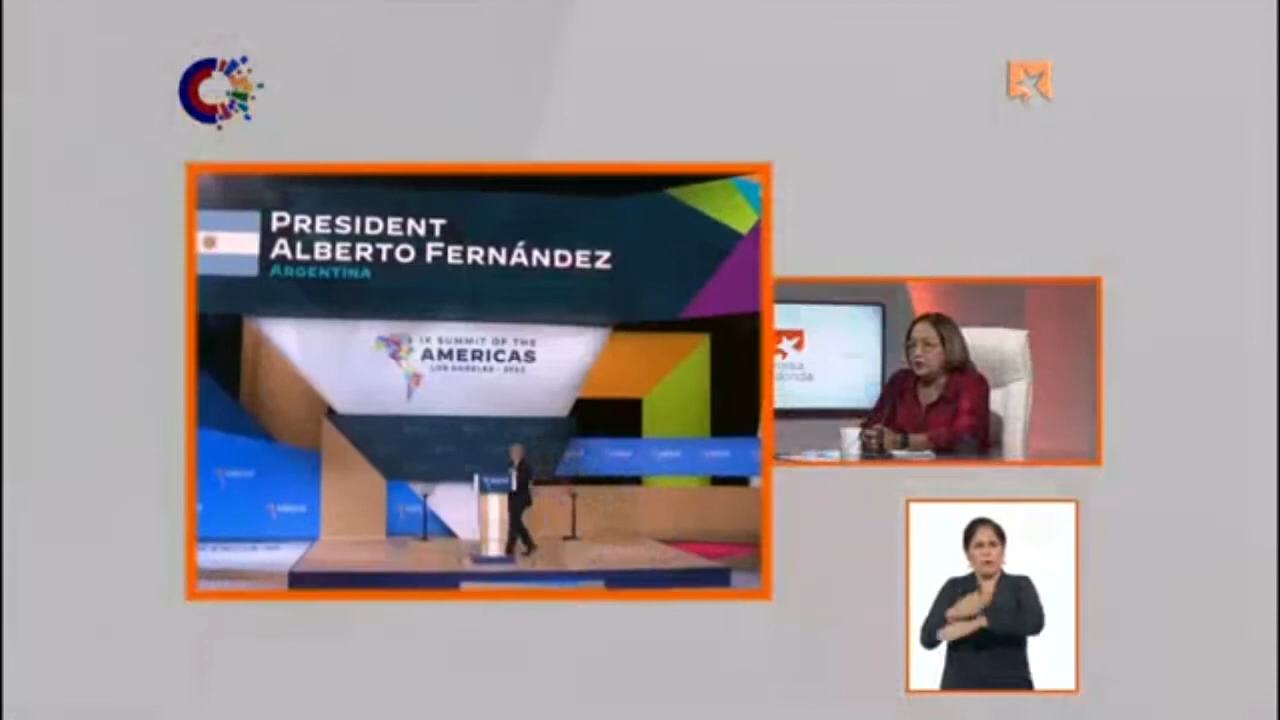 PRESIDENT
ALBERTO FERNÁNDEZ
ARGENTINA
IX SUMMIT OF THE
AMERICAS
LOS ANGELES - 2022